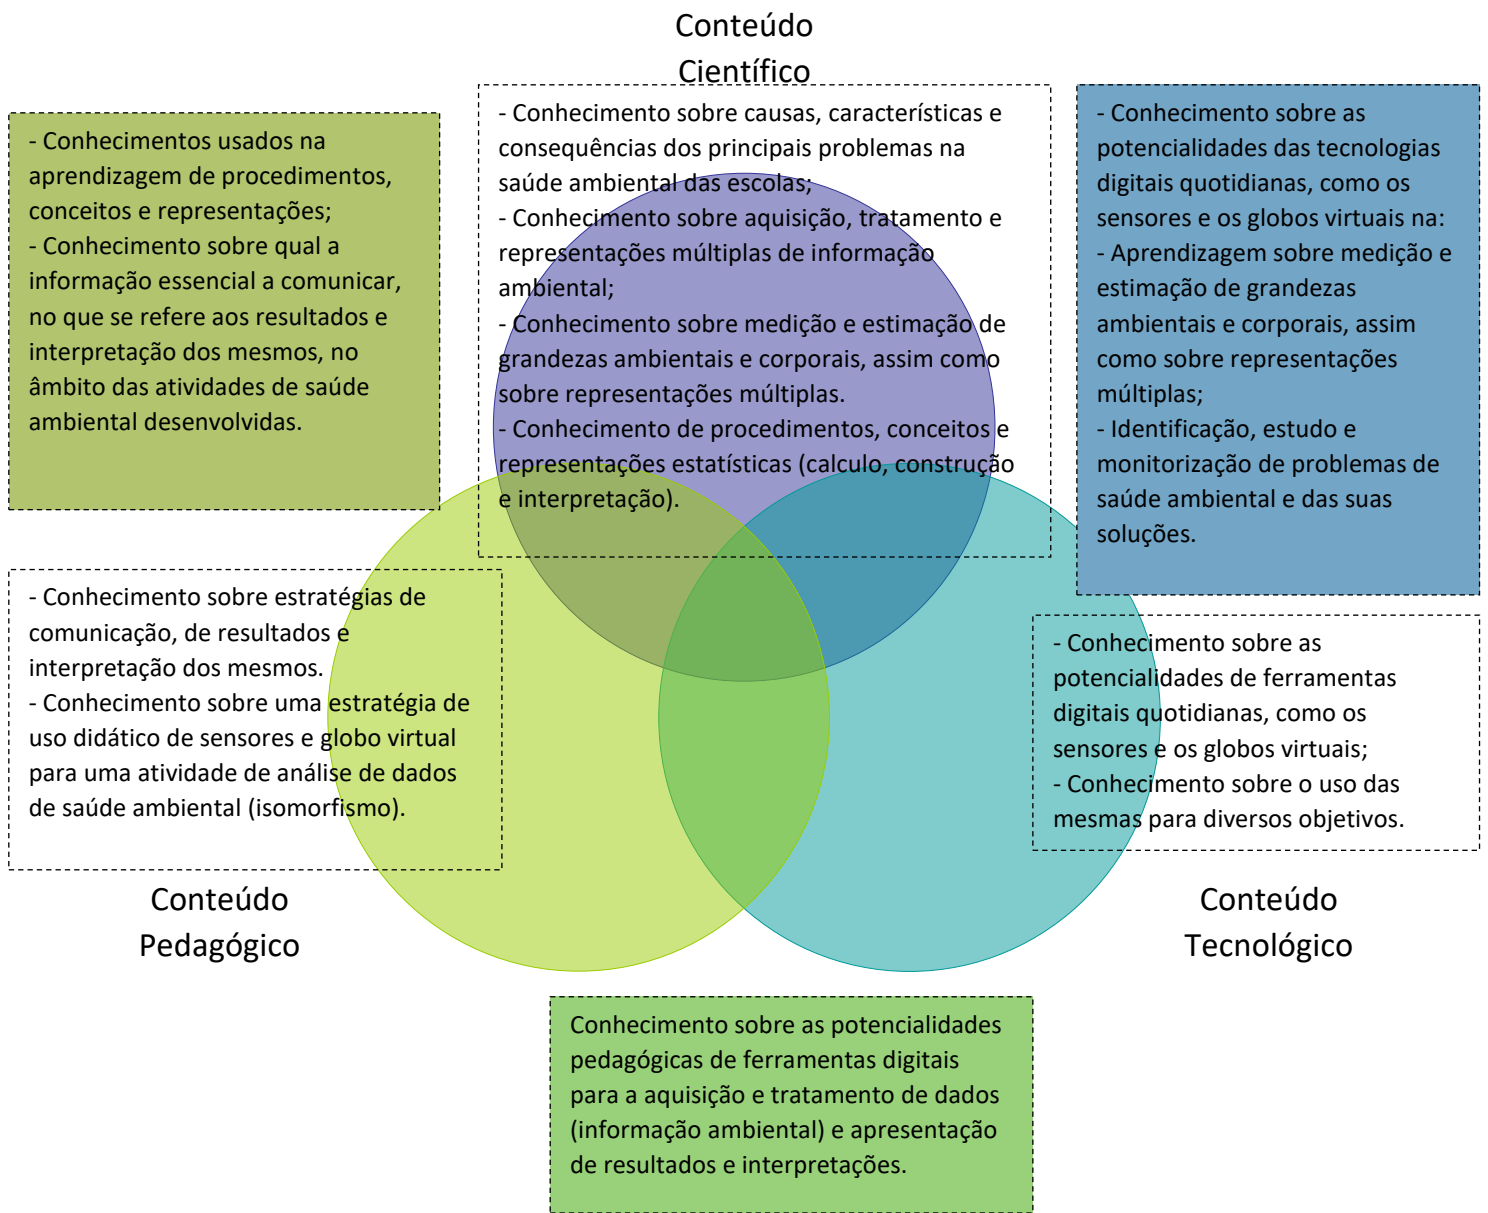 Conteúdo
Científico
- Conhecimentos usados na
aprendizagem de procedimentos,
conceitos e representações;
- Conhecimento sobre qual a
informação essencial a comunicar,
no que se refere aos resultados e
interpretação dos mesmos, no
âmbito das atividades de saúde
ambiental desenvolvidas.
- Conhecimento sobre causas, características e
consequências dos principais problemas na
saúde ambiental das escolas;
- Conhecimento sobre aquisição, tratamento e
representações múltiplas de informação
ambiental;
- Conhecimento sobre medição e estimação de
grandezas ambientais e corporais, assim como
sobre representações múltiplas.
- Conhecimento de procedimentos, conceitos e
representações estatísticas (calculo, construção
e interpretação).
- Conhecimento sobre as
potencialidades das tecnologias
digitais quotidianas, como os
sensores e os globos virtuais na:
- Aprendizagem sobre medição e
estimação de grandezas
ambientais e corporais, assim
como sobre representações
múltiplas;
- Identificação, estudo e
monitorização de problemas de
saúde ambiental e das suas
soluções.
- Conhecimento sobre estratégias de
comunicação, de resultados e
interpretação dos mesmos.
- Conhecimento sobre uma estratégia de
uso didático de sensores e globo virtual
para uma atividade de análise de dados
de saúde ambiental (isomorfismo).
- Conhecimento sobre as
potencialidades de ferramentas
digitais quotidianas, como os
sensores e os globos virtuais;
- Conhecimento sobre o uso das
mesmas para diversos objetivos.
Conteúdo
Pedagógico
Conteúdo
Tecnológico
Conhecimento sobre as potencialidades
pedagógicas de ferramentas digitais
para a aquisição e tratamento de dados
(informação ambiental) e apresentação
de resultados e interpretações.